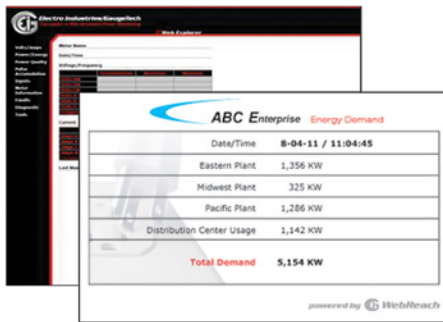 Electro Industries/GaugeTech
Web Explorer
Volts/Amps
Power/Energy
Power Quality
Pulse
Accumulation
Inputs
Meter
Information
Emails
Diagnostic
Tools
Meter Name
Date/Time
Voltage/Frequency
Current
ABC Enterprise Energy Demand
Date/Time 8-04-11 / 11:04:45
Eastern Plant 1,356 KW
Midwest Plant 325 KW
Pacific Plant 1,286 KW
Distribution Center Usage 1,142 KW
Total Demand 5,154 KW
powered by WebReach